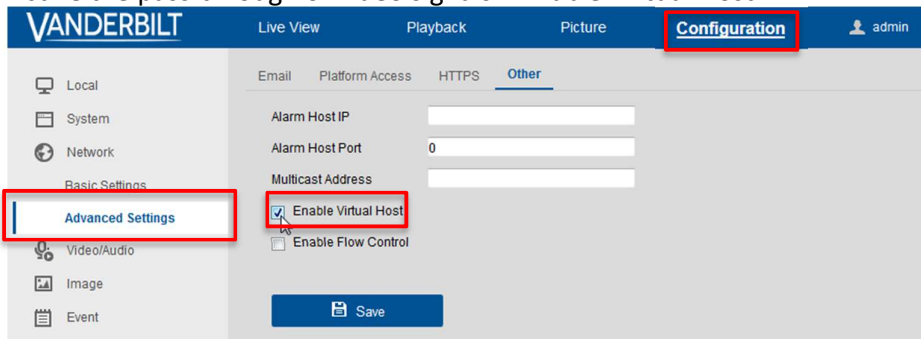 VANDERBILT
Live View Playback Picture Configuration admin
Email Platform Access HTTPS Other
Local
System
Network
Basic Settings
Advanced Settings
Video/Audio
Image
Event
Alarm Host IP
Alarm Host Port 0
Multicast Address
Enable Virtual Host
Enable Flow Control
Save